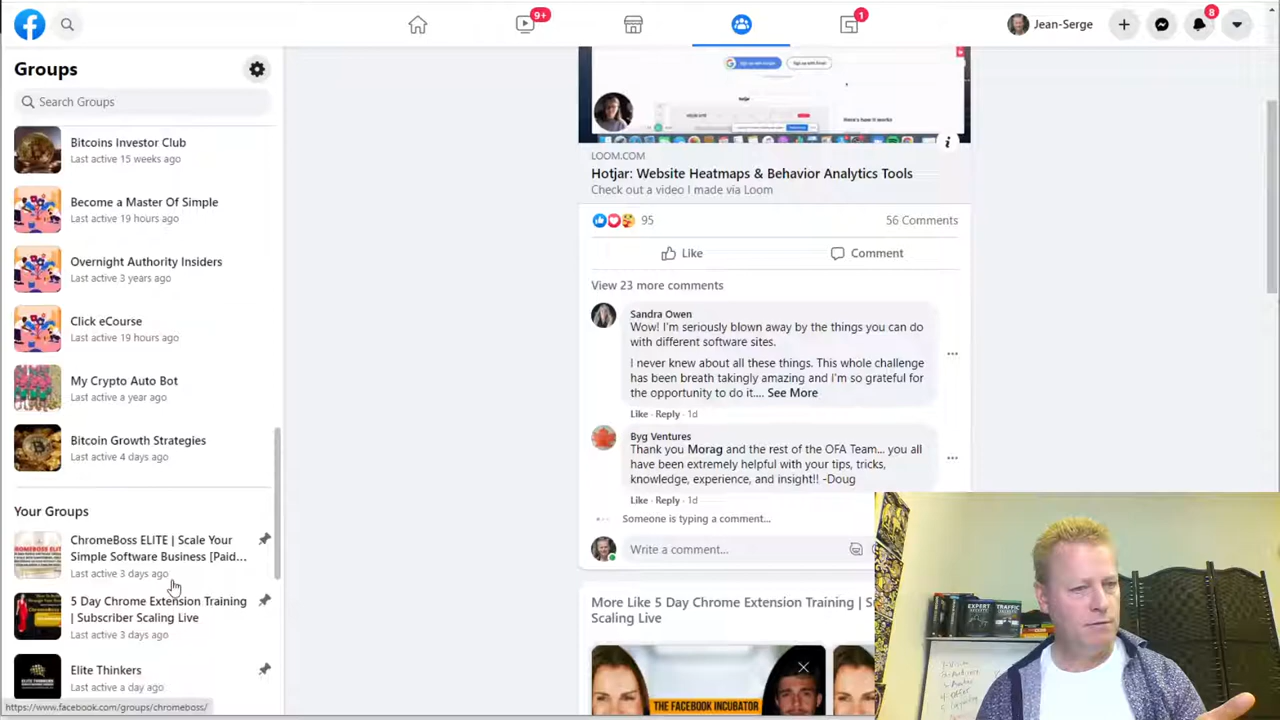 9+
1
Jean-Serge
8
Groups
Search Groups
Bitcoins Investor Club
Last active 15 weeks ago
Become a Master Of Simple
Last active 19 hours ago
Overnight Authority Insiders
Last active 3 years ago
Click eCourse
Last active 19 hours ago
My Crypto Auto Bot
Last active a year ago
Bitcoin Growth Strategies
Last active 4 days ago
Your Groups
ChromeBoss ELITE | Scale Your
Simple Software Business [Paid...
Last active 3 days ago
5 Day Chrome Extension Training
| Subscriber Scaling Live
Last active 3 days ago
Elite Thinkers
Last active a day ago
https://www.facebook.com/groups/chromeboss/
Here's how it works
LOOM.COM
Hotjar: Website Heatmaps & Behavior Analytics Tools
Check out a video I made via Loom
95
56 Comments
Like
Comment
View 23 more comments
Sandra Owen
Wow! I'm seriously blown away by the things you can do
with different software sites.
I never knew about all these things. This whole challenge
has been breath takingly amazing and I'm so grateful for
the opportunity to do it.... See More
Like · Reply · 1d
Byg Ventures
Thank you Morag and the rest of the OFA Team... you all
have been extremely helpful with your tips, tricks,
knowledge, experience, and insight!! -Doug
Like · Reply · 1d
Someone is typing a comment...
Write a comment...
More Like 5 Day Chrome Extension Training | S
Scaling Live
THE FACEBOOK INCUBATOR
EXPERT
SECRETS
TRAFFIC
SECRETS